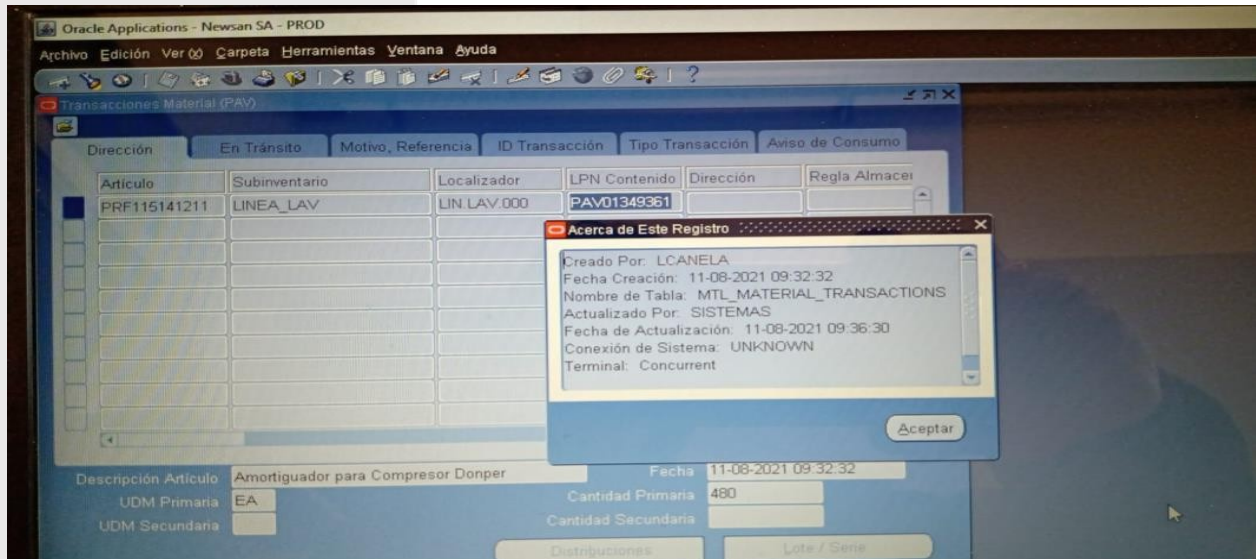 Oracle Applications - Newsan SA - PROD
Archivo Edición Ver(x) Carpeta Herramientas Ventana Ayuda
Transacciones Material (PAV)
Dirección En Tránsito Motivo, Referencia ID Transacción Tipo Transacción Aviso de Consumo
Artículo Subinventario Localizador LPN Contenido Dirección Regla Almacei
PRF115141211 LINEA_LAV LIN.LAV.000 PAV01349361
Acerca de Este Registro
Creado Por: LCANELA
Fecha Creación: 11-08-2021 09:32:32
Nombre de Tabla: MTL_MATERIAL_TRANSACTIONS
Actualizado Por: SISTEMAS
Fecha de Actualización: 11-08-2021 09:36:30
Conexión de Sistema: UNKNOWN
Terminal: Concurrent
Aceptar
Descripción Artículo Amortiguador para Compresor Donper Fecha 11-08-2021 09:32:32
UDM Primaria EA Cantidad Primaria 480
UDM Secundaria Cantidad Secundaria
Distribuciones Lote / Serie